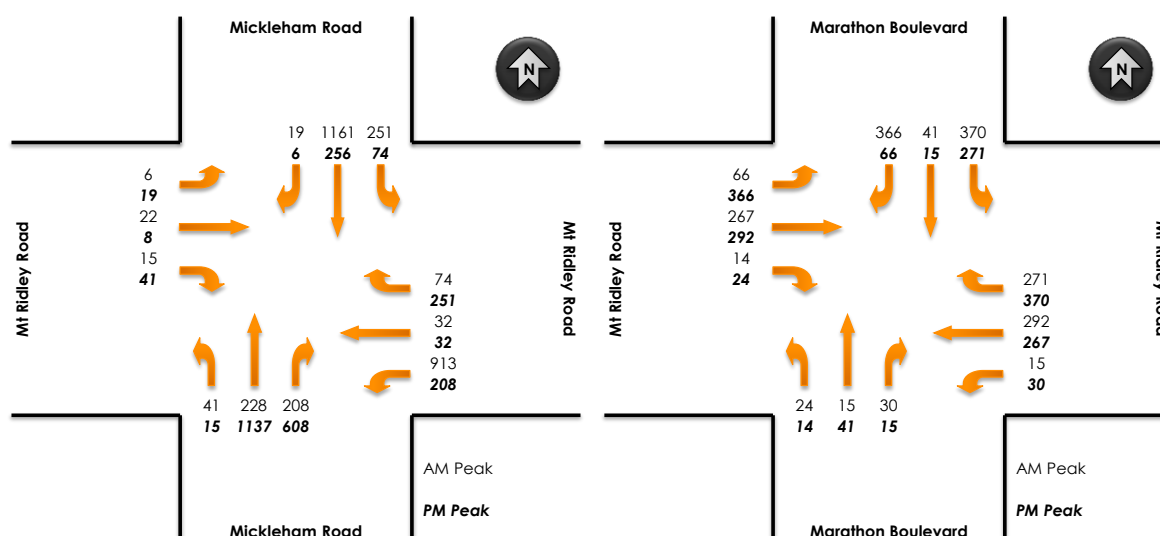 Mickleham Road
N
19 1161 251
6 256 74
6
19
22
8
15
41
Mt Ridley Road
Mt Ridley Road
74
251
32
32
913
208
41 228 208
15 1137 608
AM Peak
PM Peak
Mickleham Road
Marathon Boulevard
N
366 41 370
66 15 271
66
366
267
292
14
24
Mt Ridley Road
Mt Ridley Road
271
370
292
267
15
30
24 15 30
14 41 15
AM Peak
PM Peak
Marathon Boulevard